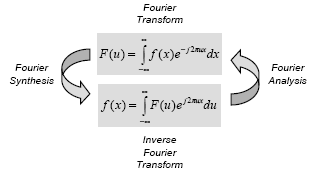 Fourier
Transform
F(u) = ∫_{-∞}^{∞} f(x)e^{-j2πux}dx
Fourier
Synthesis
Fourier
Analysis
f(x) = ∫_{-∞}^{∞} F(u)e^{j2πux}du
Inverse
Fourier
Transform